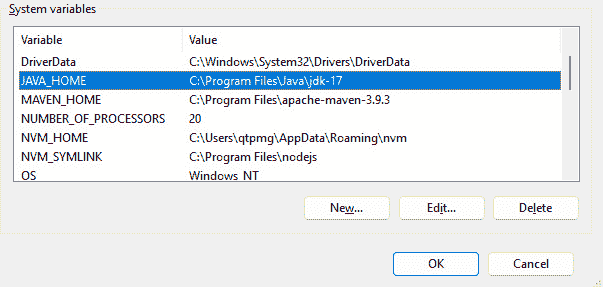 System variables
Variable Value
DriverData C:\Windows\System32\Drivers\DriverData
JAVA_HOME C:\Program Files\Java\jdk-17
MAVEN_HOME C:\Program Files\apache-maven-3.9.3
NUMBER_OF_PROCESSORS 20
NVM_HOME C:\Users\qtpmg\AppData\Roaming\nvm
NVM_SYMLINK C:\Program Files\nodejs
OS Windows_NT
New... Edit... Delete
OK Cancel